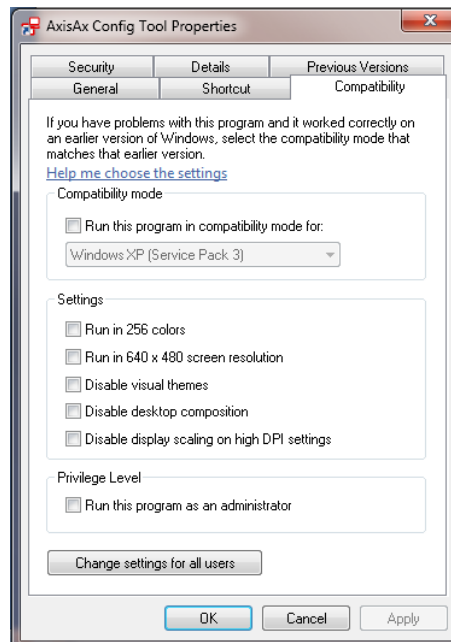 AxisAx Config Tool Properties
Security
Details
Previous Versions
General
Shortcut
Compatibility
If you have problems with this program and it worked correctly on
an earlier version of Windows, select the compatibility mode that
matches that earlier version.
Help me choose the settings
Compatibility mode
Run this program in compatibility mode for:
Windows XP (Service Pack 3)
Settings
Run in 256 colors
Run in 640 x 480 screen resolution
Disable visual themes
Disable desktop composition
Disable display scaling on high DPI settings
Privilege Level
Run this program as an administrator
Change settings for all users
OK
Cancel
Apply